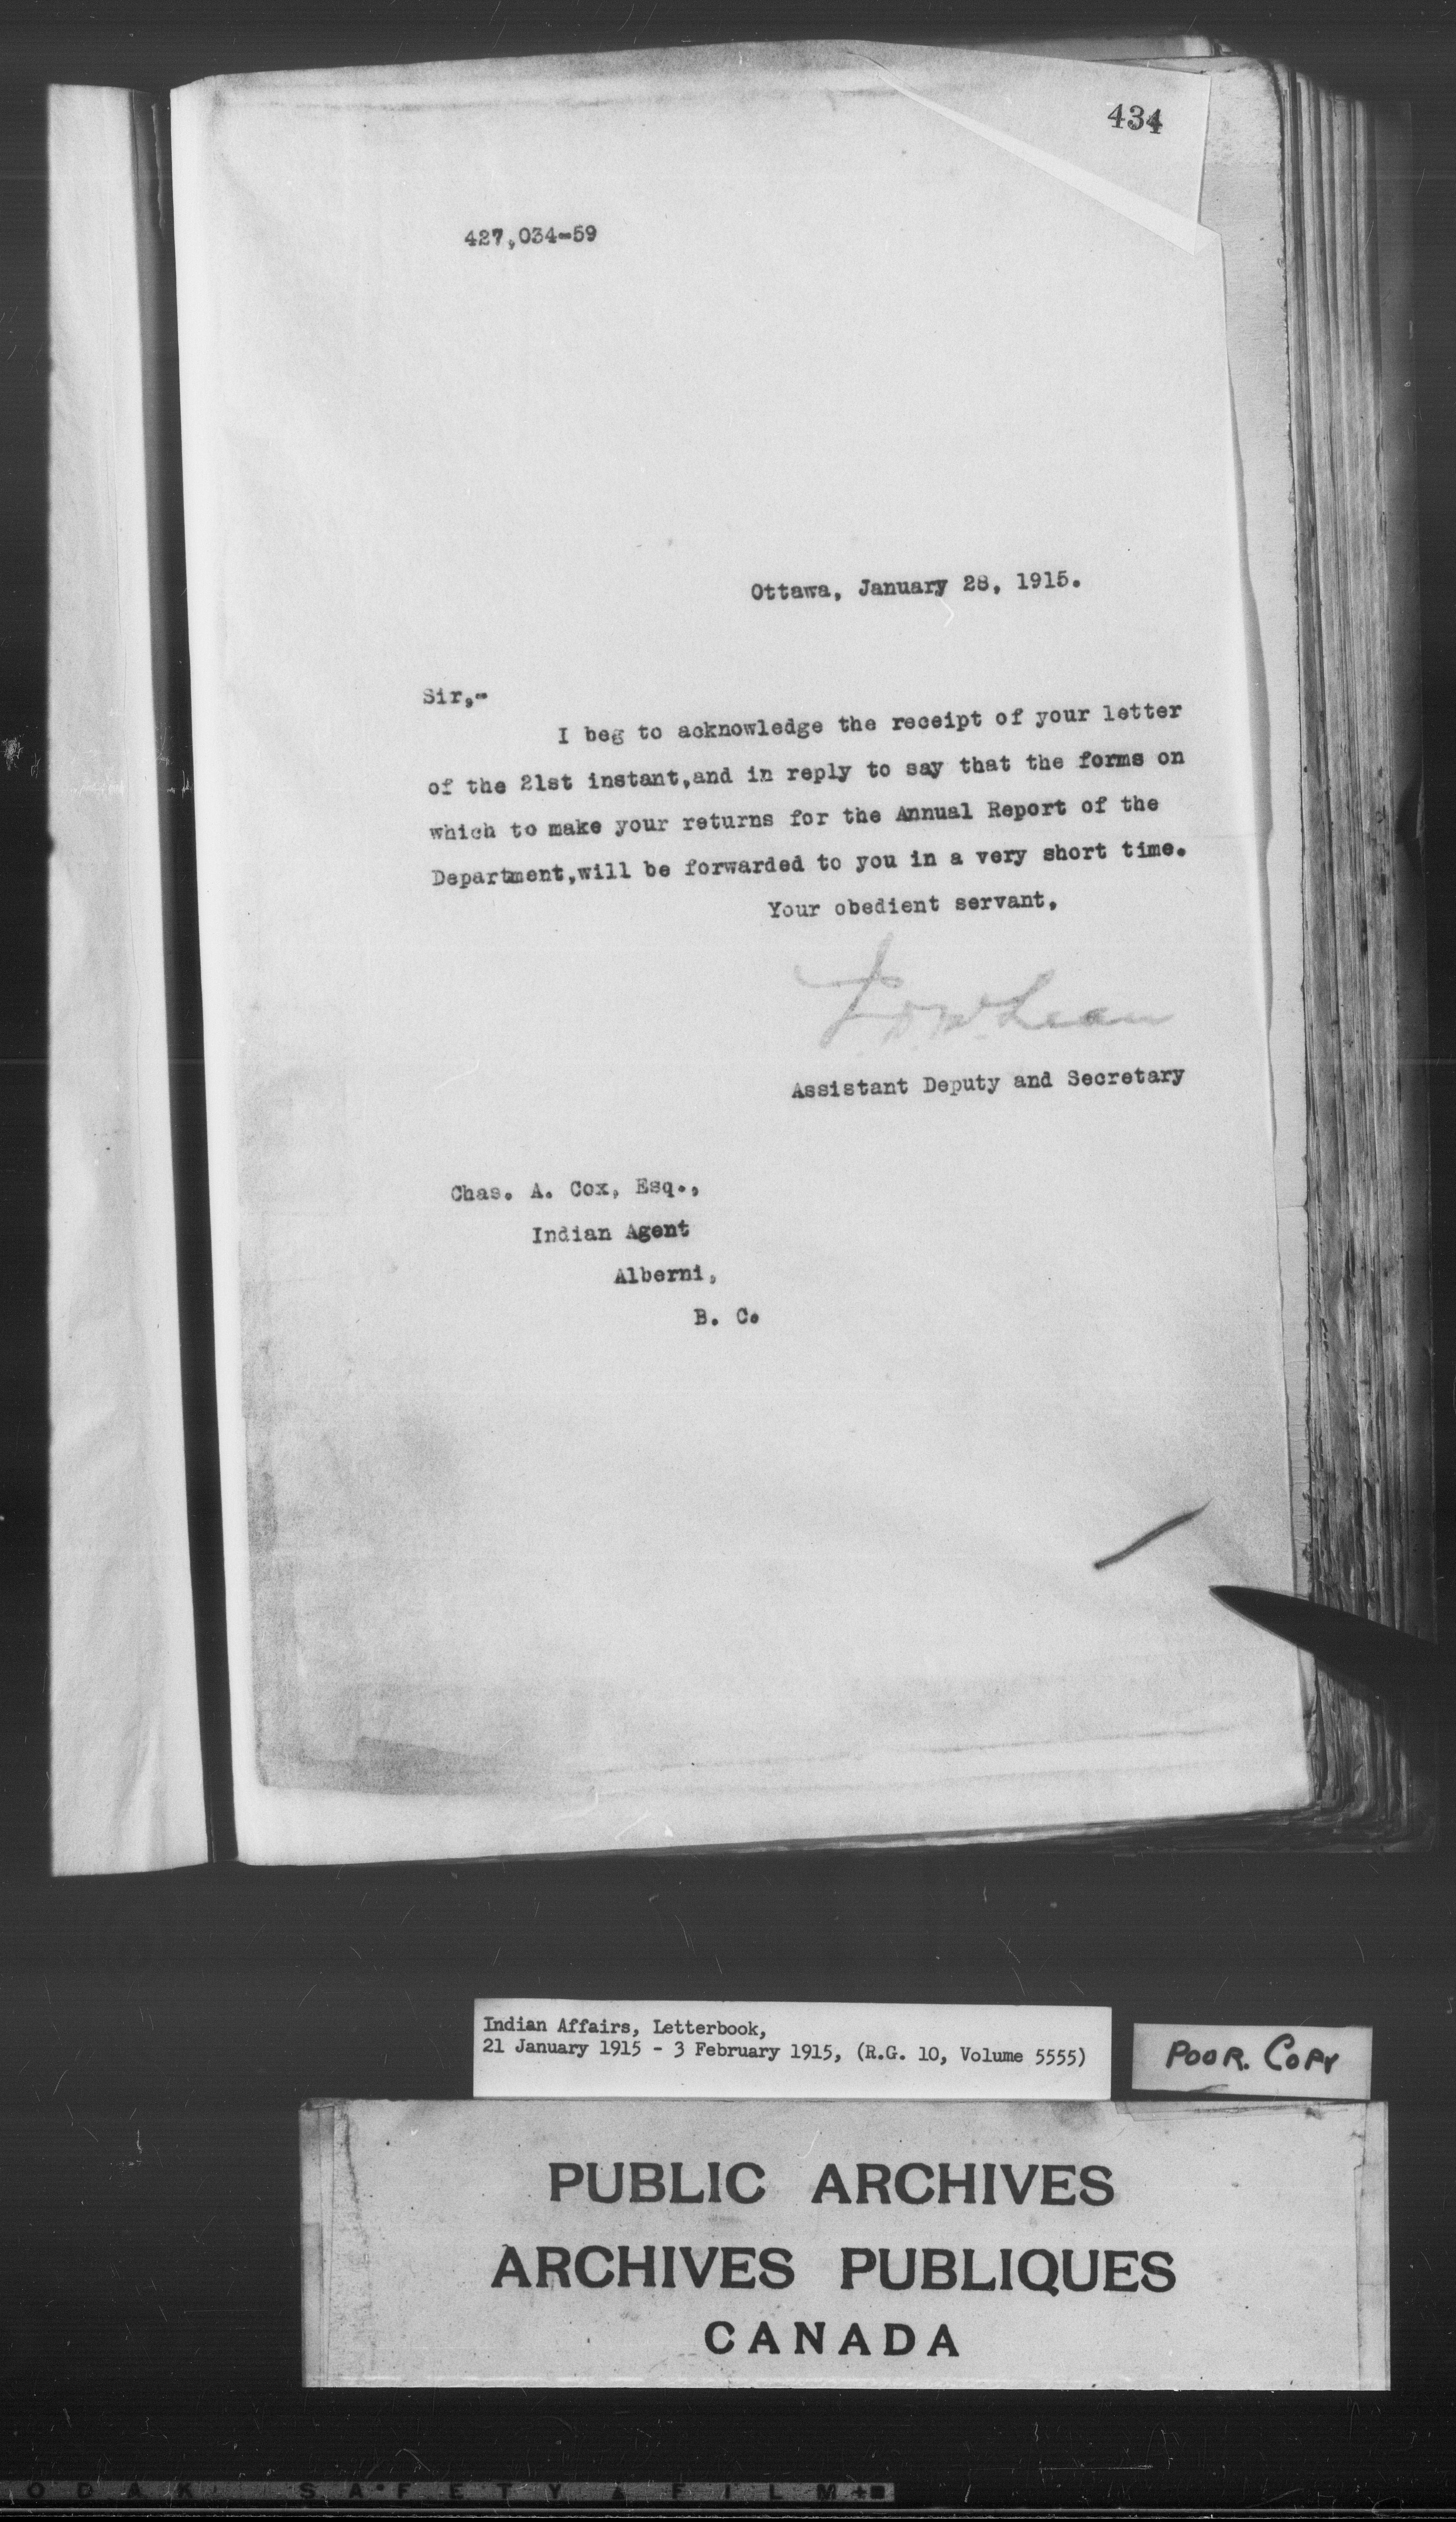 434
427,034-59
Ottawa, January 28, 1915.
Sir,-
I beg to acknowledge the receipt of your letter
of the 21st instant,and in reply to say that the forms on
which to make your returns for the Annual Report of the
Department,will be forwarded to you in a very short time.
Your obedient servant,
J. D. McLean
Assistant Deputy and Secretary
Chas. A. Cox, Esq.,
Indian Agent
Alberni,
B. C.
Indian Affairs, Letterbook,
21 January 1915 - 3 February 1915, (R.G. 10, Volume 5555)
POOR. COPY
PUBLIC ARCHIVES
ARCHIVES PUBLIQUES
CANADA
ODAK SAFETY FILM